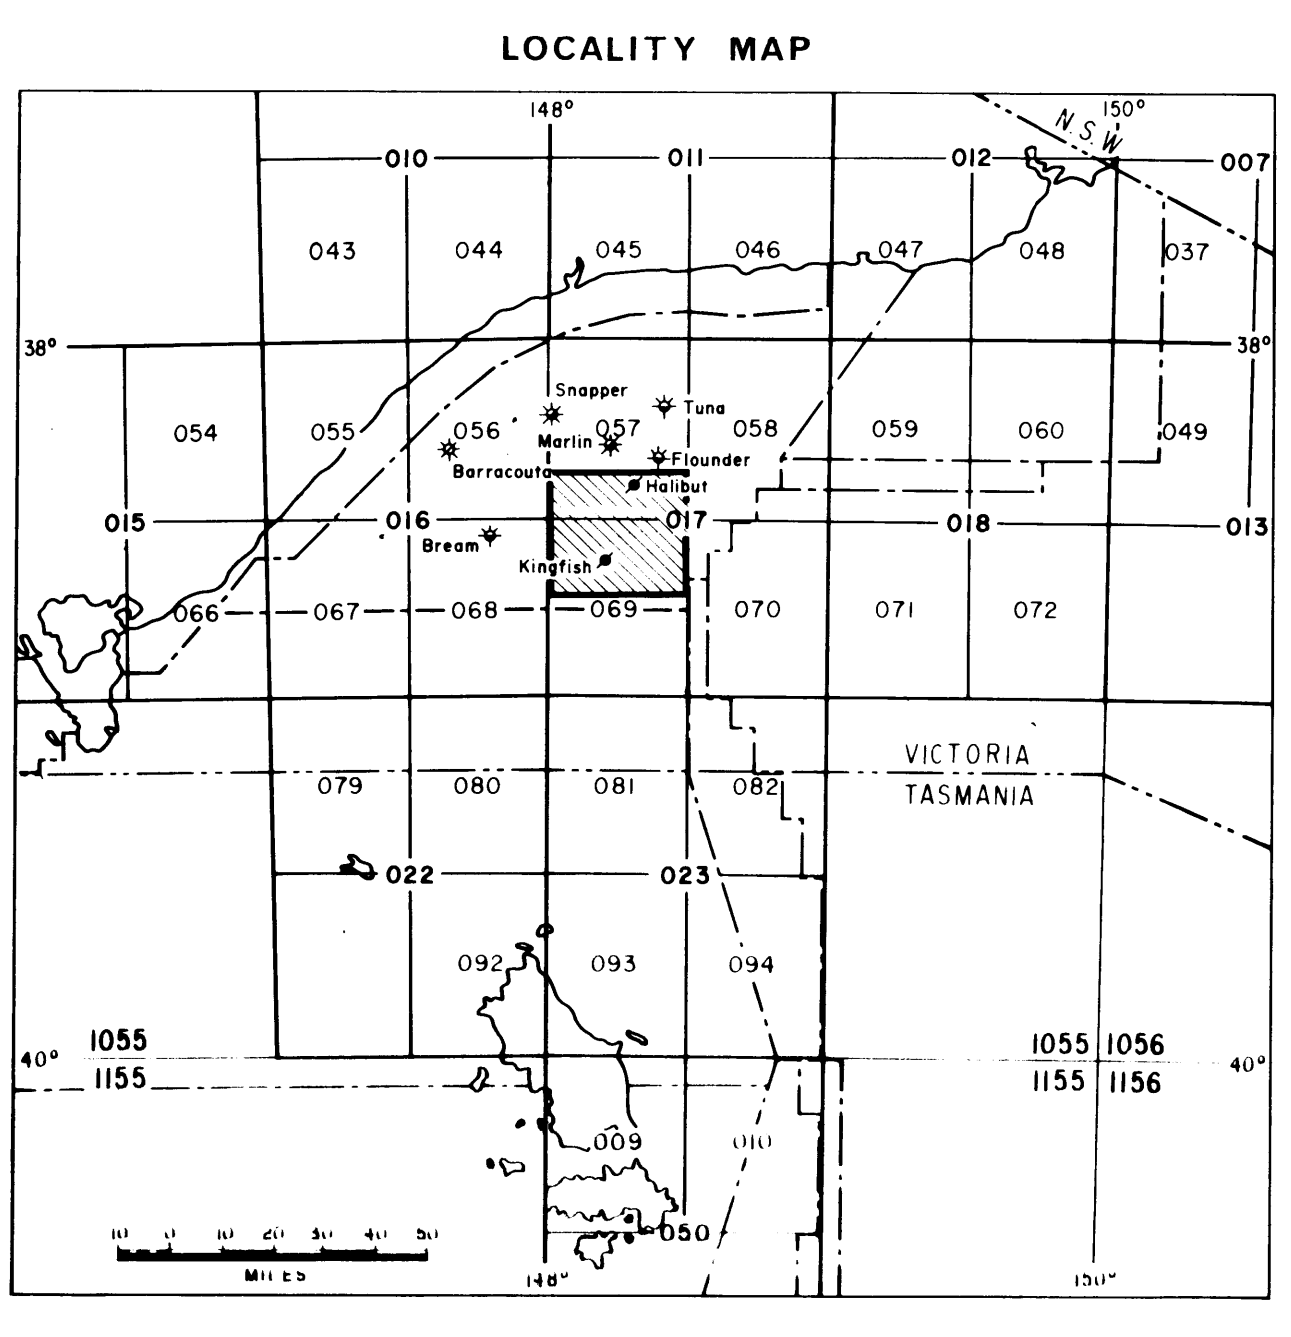 LOCALITY MAP
148° 150°
N.S.W
010 011 012 007
043 044 045 046 047 048 037
38° 38°
Snapper
Tuna
054 055 056 057 058 059 060 049
Marlin
Flounder
Barracouta
Halibut
015 016 017 018 013
Bream
Kingfish
066 067 068 069 070 071 072
VICTORIA
079 080 081 082
TASMANIA
022 023
092 093 094
1055 1055 1056
40° 40°
1155 1155 1156
009 010
050
10 0 10 20 30 40 50
MILES
148° 150°